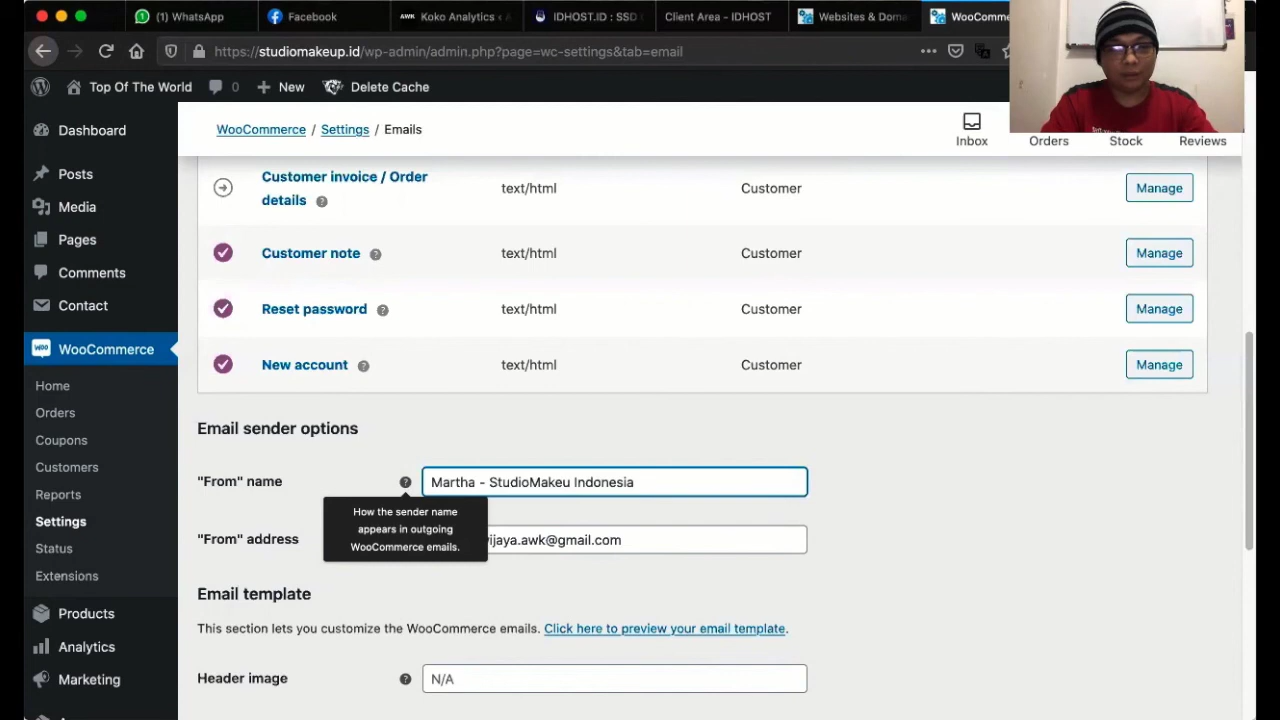 (1) WhatsApp
Facebook
AWK Koko Analytics ‹
IDHOST.ID : SSD
Client Area - IDHOST
Websites & Doma
WooComme
https://studiomakeup.id/wp-admin/admin.php?page=wc-settings&tab=email
Top Of The World
0
New
Delete Cache
Dashboard
Posts
Media
Pages
Comments
Contact
WOO WooCommerce
Home
Orders
Coupons
Customers
Reports
Settings
Status
Extensions
Products
Analytics
Marketing
WooCommerce / Settings / Emails
Inbox
Orders
Stock
Reviews
Customer invoice / Order
details
text/html
Customer
Manage
Customer note
text/html
Customer
Manage
Reset password
text/html
Customer
Manage
New account
text/html
Customer
Manage
Email sender options
"From" name
Martha - StudioMakeu Indonesia
How the sender name
appears in outgoing
WooCommerce emails.
"From" address
ijaya.awk@gmail.com
Email template
This section lets you customize the WooCommerce emails. Click here to preview your email template.
Header image
N/A